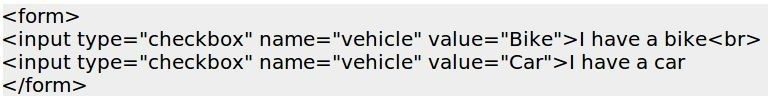 <form>
<input type="checkbox" name="vehicle" value="Bike">I have a bike<br>
<input type="checkbox" name="vehicle" value="Car">I have a car
</form>